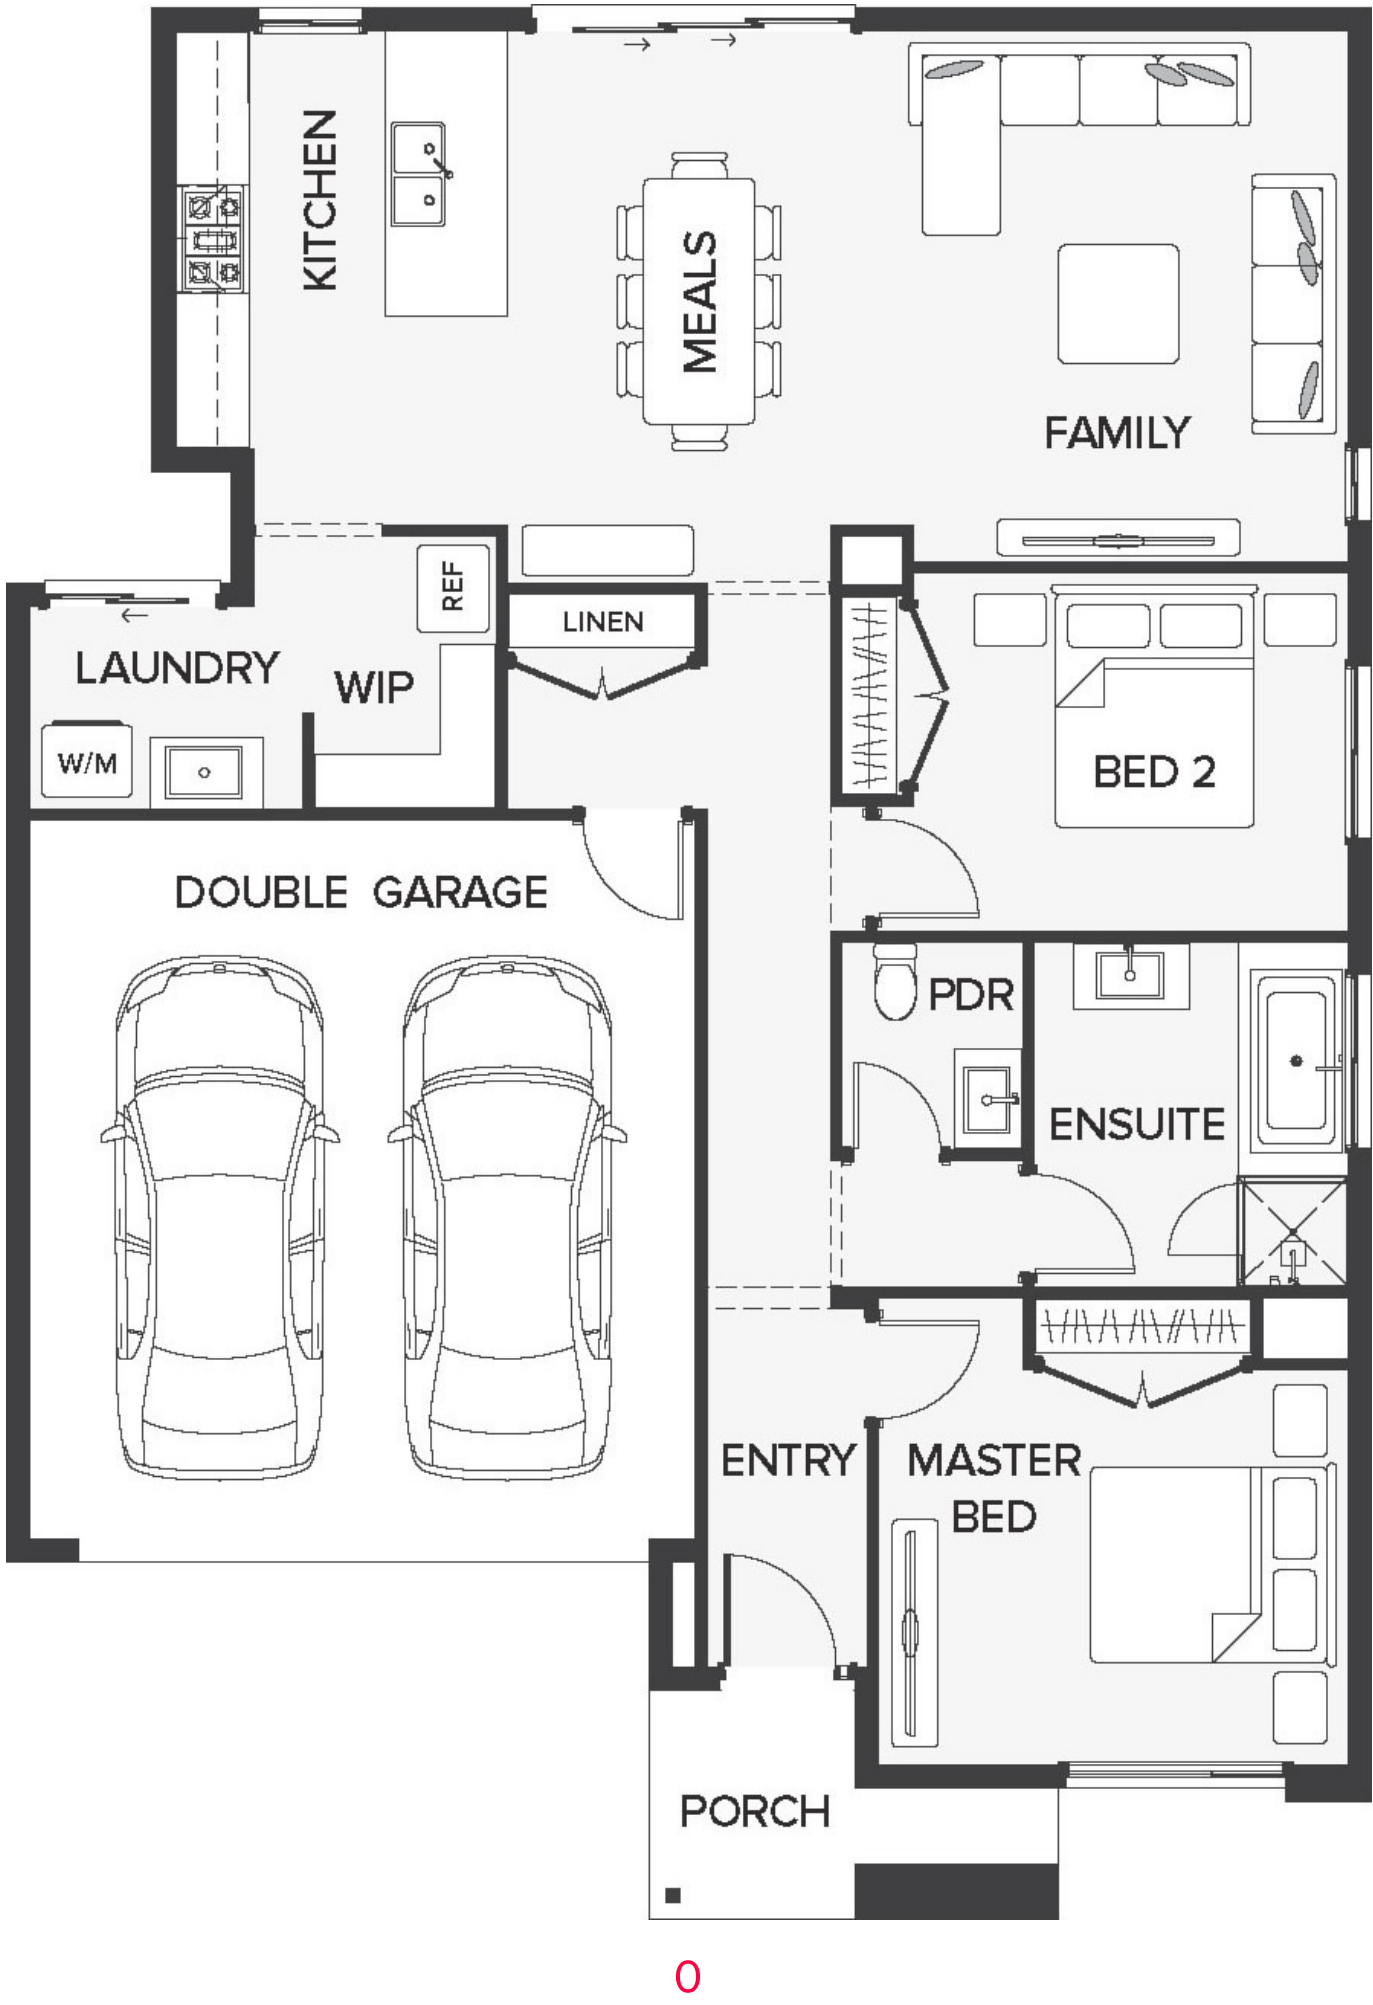 KITCHEN
MEALS
FAMILY
REF
LINEN
LAUNDRY
WIP
W/M
BED 2
DOUBLE GARAGE
PDR
ENSUITE
ENTRY
MASTER
BED
PORCH
0